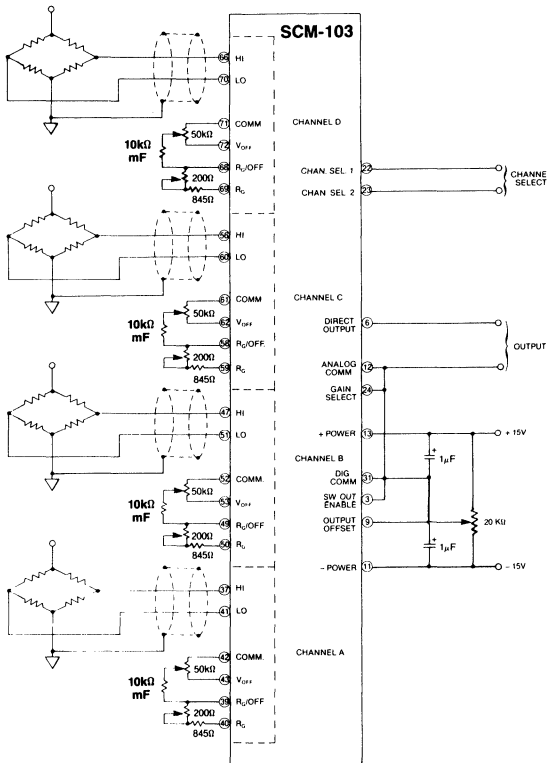 SCM-103
66 HI
70 LO
71 COMM CHANNEL D
50kΩ
10kΩ
mF
72 VOFF
68 RG/OFF
200Ω
69 RG
845Ω
CHAN. SEL. 1 22
CHAN SEL 2 23
CHANNE
SELECT
56 HI
60 LO
61 COMM CHANNEL C
50kΩ
10kΩ
mF
62 VOFF
58 RG/OFF.
200Ω
59 RG
845Ω
DIRECT
OUTPUT 6
OUTPUT
ANALOG
COMM 12
GAIN
SELECT 24
47 HI
51 LO
+ POWER 13
+ 15V
CHANNEL B
1µF
52 COMM.
50kΩ
10kΩ
mF
53 VOFF
49 RG/OFF
200Ω
50 RG
845Ω
DIG
COMM 31
SW OUT
ENABLE 3
OUTPUT
OFFSET 9
20 KΩ
1µF
– POWER 11
– 15V
37 HI
41 LO
42 COMM. CHANNEL A
50kΩ
10kΩ
mF
43 VOFF
39 RG/OFF
200Ω
40 RG
845Ω